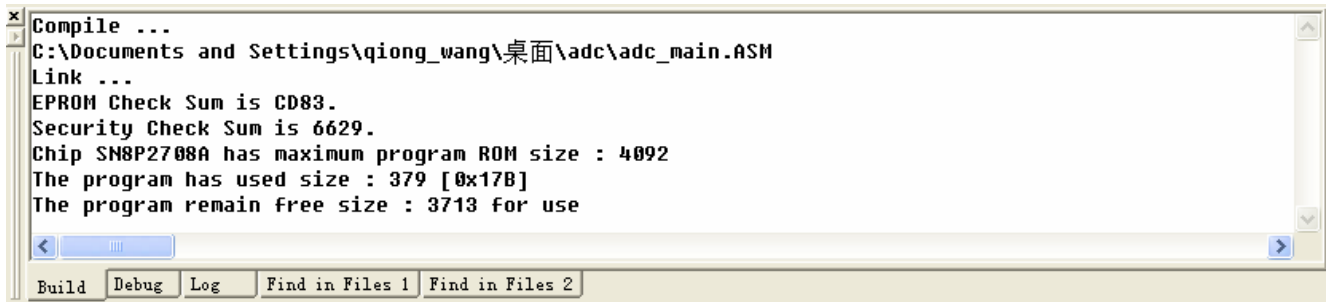 Compile ...
C:\Documents and Settings\qiong_wang\桌面\adc\adc_main.ASM
Link ...
EPROM Check Sum is CD83.
Security Check Sum is 6629.
Chip SN8P2708A has maximum program ROM size : 4092
The program has used size : 379 [0x17B]
The program remain free size : 3713 for use
Build Debug Log Find in Files 1 Find in Files 2